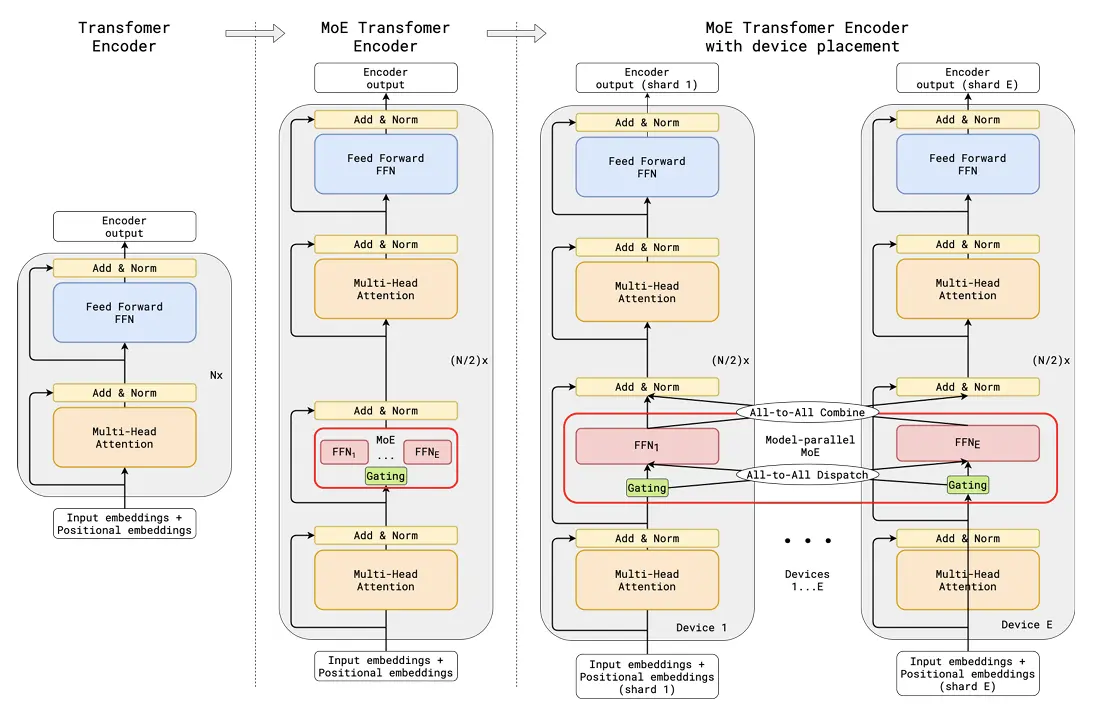 Transfomer
Encoder
Encoder
output
Add & Norm
Feed Forward
FFN
Nx
Add & Norm
Multi-Head
Attention
Input embeddings +
Positional embeddings
MoE Transfomer
Encoder
Encoder
output
Add & Norm
Feed Forward
FFN
Add & Norm
Multi-Head
Attention
(N/2)x
Add & Norm
MoE
FFN1
...
FFNE
Gating
Add & Norm
Multi-Head
Attention
Input embeddings +
Positional embeddings
MoE Transfomer Encoder
with device placement
Encoder
output (shard 1)
Add & Norm
Feed Forward
FFN
Add & Norm
Multi-Head
Attention
(N/2)x
Add & Norm
FFN1
Gating
Add & Norm
Multi-Head
Attention
Device 1
Input embeddings +
Positional embeddings
(shard 1)
All-to-All Combine
Model-parallel
MoE
All-to-All Dispatch
• • •
Devices
1...E
Encoder
output (shard E)
Add & Norm
Feed Forward
FFN
Add & Norm
Multi-Head
Attention
(N/2)x
Add & Norm
FFNE
Gating
Add & Norm
Multi-Head
Attention
Device E
Input embeddings +
Positional embeddings
(shard E)